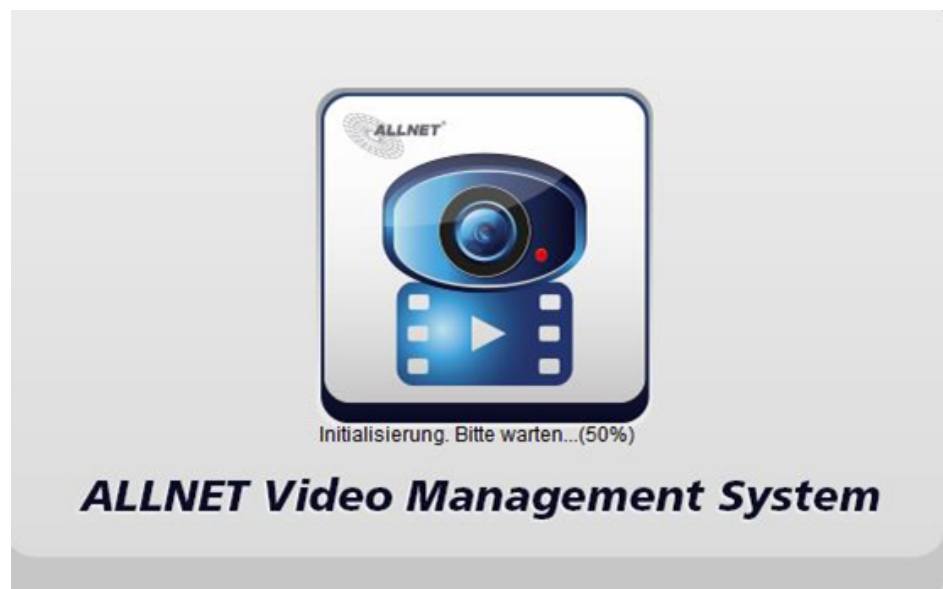 ALLNET®
Initialisierung. Bitte warten...(50%)
ALLNET Video Management System